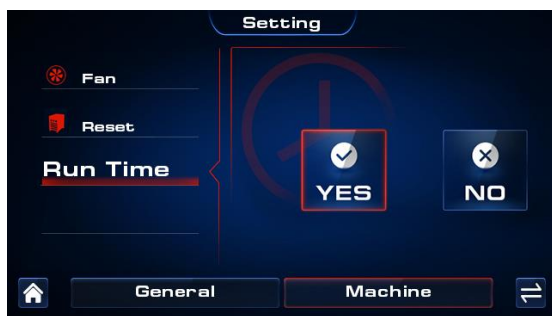 Setting
Fan
Reset
Run Time
YES
NO
General
Machine